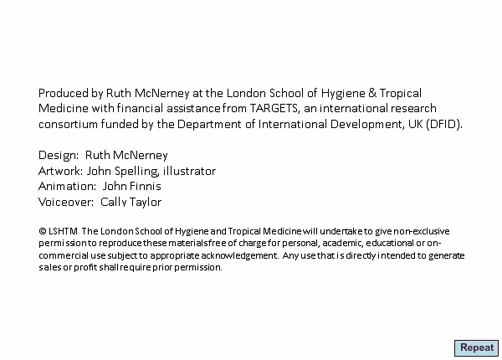 Produced by Ruth McNerney at the London School of Hygiene & Tropical
Medicine with financial assistance from TARGETS, an international research
consortium funded by the Department of International Development, UK (DFID).
Design: Ruth McNerney
Artwork: John Spelling, illustrator
Animation: John Finnis
Voiceover: Cally Taylor
© LSHTM The London School of Hygiene and Tropical Medicine will undertake to give non-exclusive
permission to reproduce these materials free of charge for personal, academic, educational or on-
commercial use subject to appropriate acknowledgement. Any use that is directly intended to generate
sales or profit shall require prior permission.
Repeat